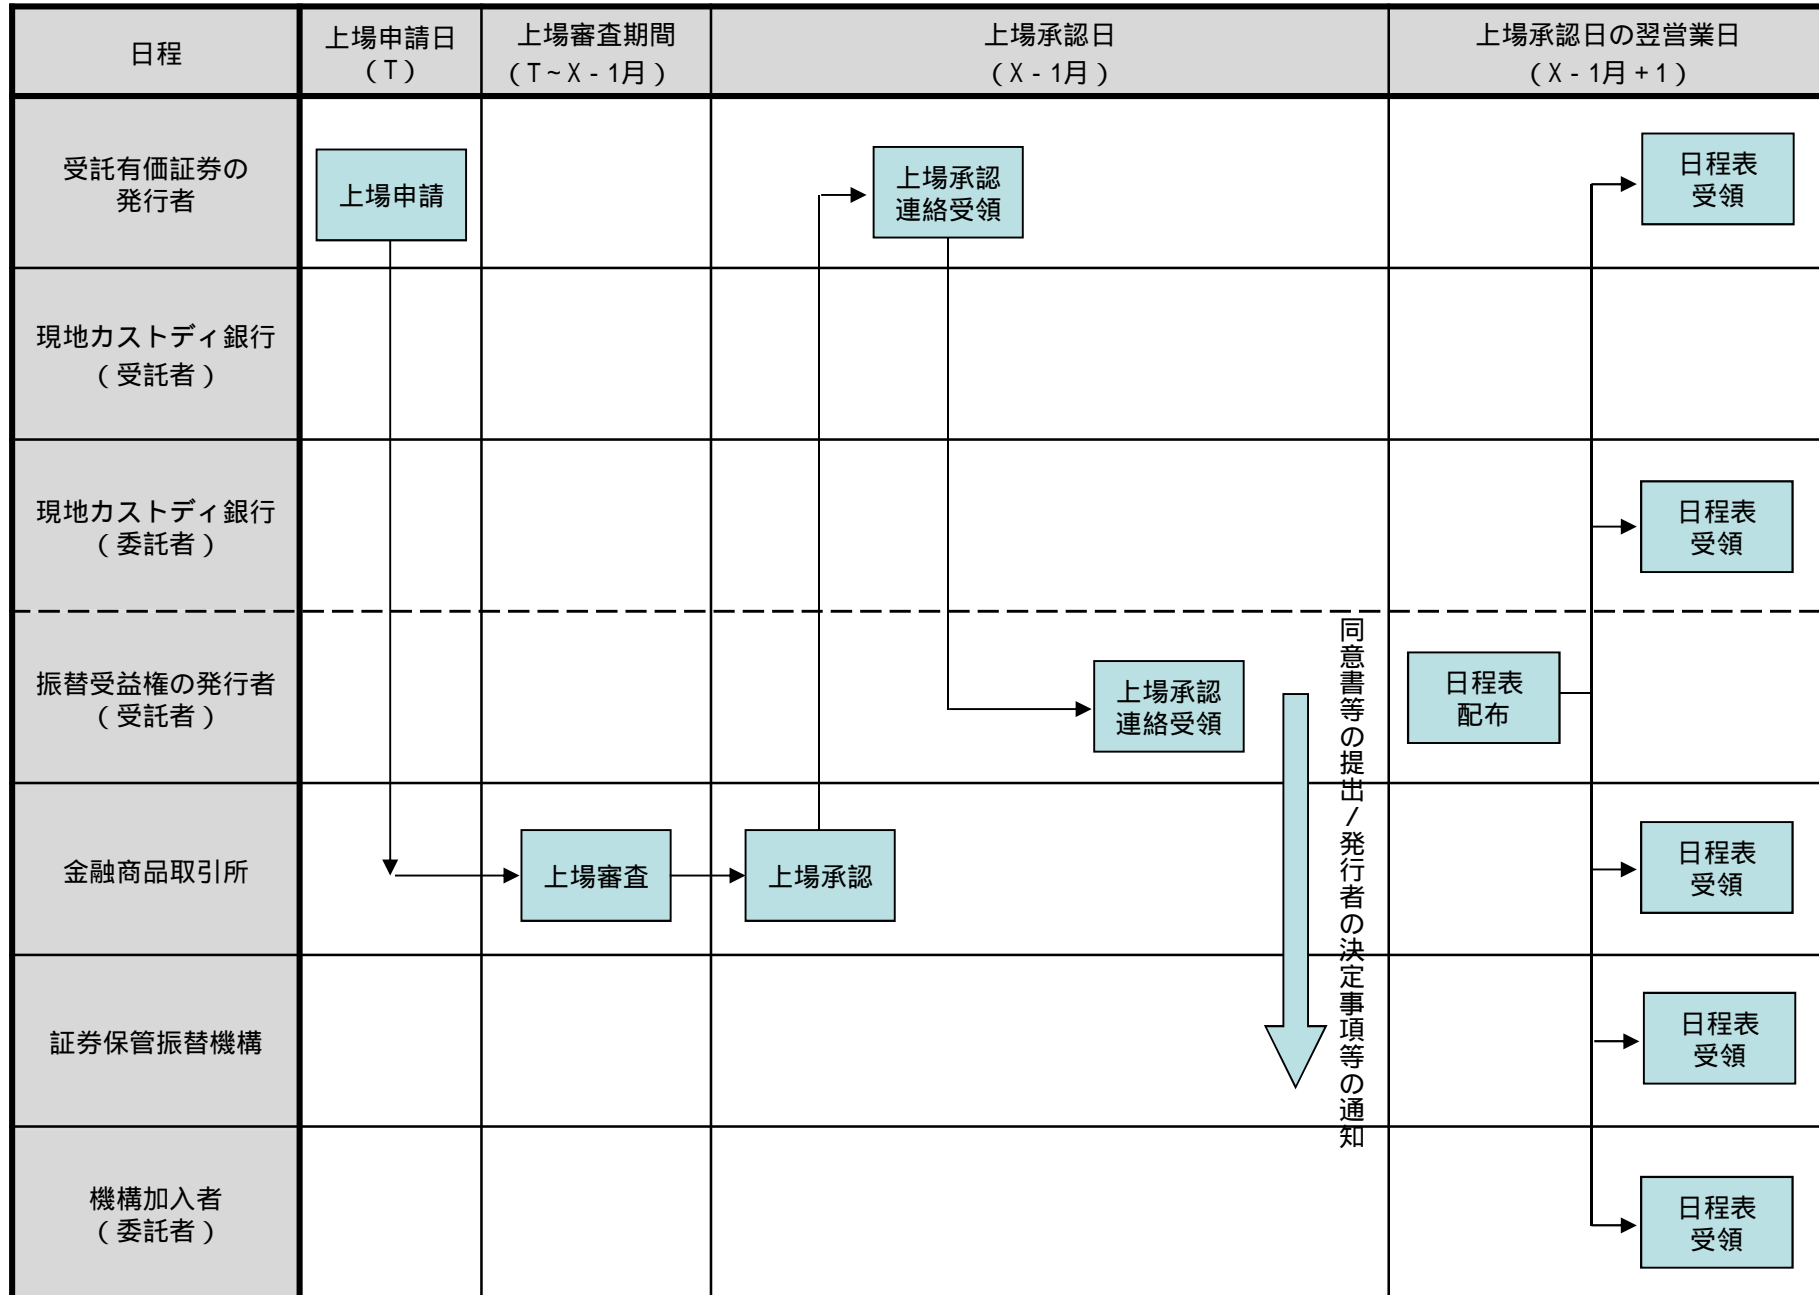 日程
上場申請日
（T）
上場審査期間
（T～X‐1月）
上場承認日
（X‐1月）
上場承認日の翌営業日
（X‐1月+1）
受託有価証券の
発行者
上場申請
上場承認
連絡受領
日程表
受領
現地カストディ銀行
（受託者）
現地カストディ銀行
（委託者）
日程表
受領
振替受益権の発行者
（受託者）
上場承認
連絡受領
同意書等の提出/発行者の決定事項等の通知
日程表
配布
金融商品取引所
上場審査
上場承認
日程表
受領
証券保管振替機構
日程表
受領
機構加入者
（委託者）
日程表
受領